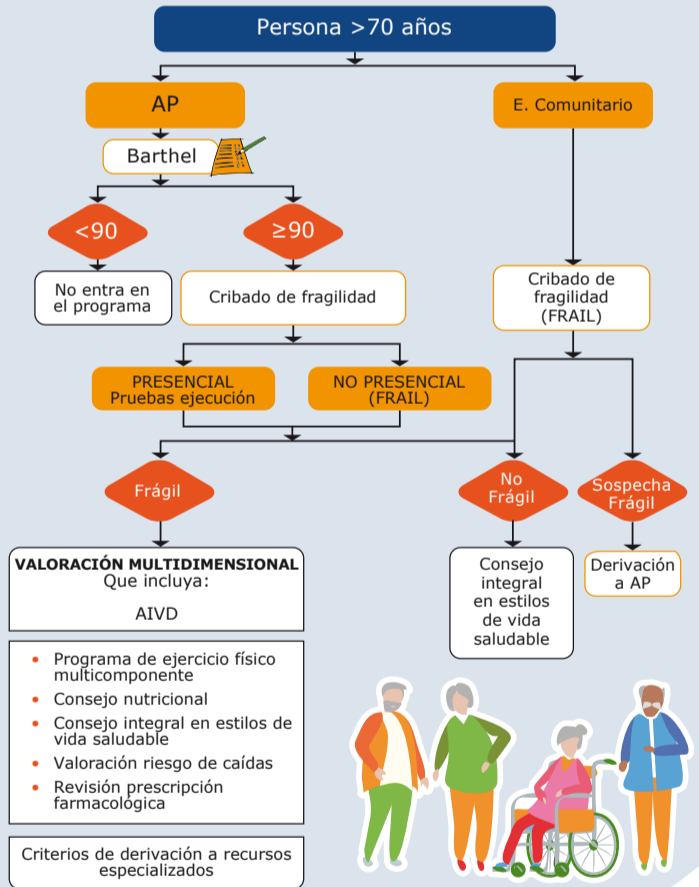 Persona >70 años
AP
E. Comunitario
Barthel
<90
≥90
No entra en
el programa
Cribado de fragilidad
Cribado de
fragilidad
(FRAIL)
PRESENCIAL
Pruebas ejecución
NO PRESENCIAL
(FRAIL)
Frágil
No
Frágil
Sospecha
Frágil
VALORACIÓN MULTIDIMENSIONAL
Que incluya:
AIVD
Consejo
integral
en estilos
de vida
saludable
Derivación
a AP
• Programa de ejercicio físico
multicomponente
• Consejo nutricional
• Consejo integral en estilos de
vida saludable
• Valoración riesgo de caídas
• Revisión prescripción
farmacológica
Criterios de derivación a recursos
especializados